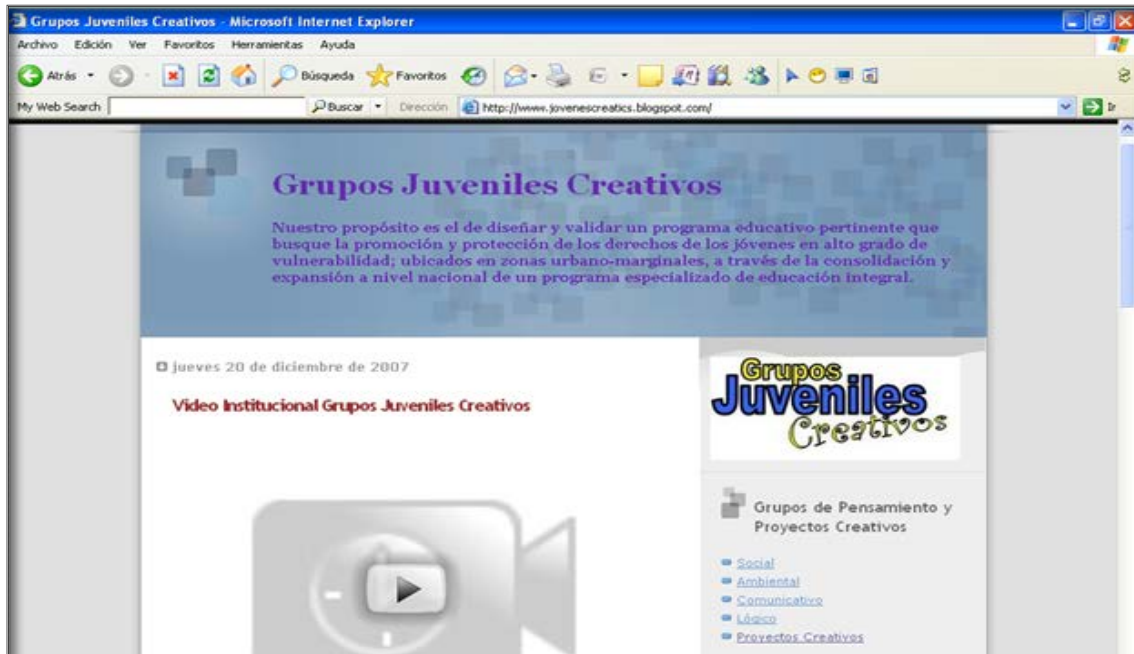 Grupos Juveniles Creativos - Microsoft Internet Explorer
Archivo Edición Ver Favoritos Herramientas Ayuda
Atrás Búsqueda Favoritos
My Web Search Buscar Dirección http://www.jovenescreatics.blogspot.com/ Ir
Grupos Juveniles Creativos
Nuestro propósito es el de diseñar y validar un programa educativo pertinente que
busque la promoción y protección de los derechos de los jóvenes en alto grado de
vulnerabilidad; ubicados en zonas urbano-marginales, a través de la consolidación y
expansión a nivel nacional de un programa especializado de educación integral.
jueves 20 de diciembre de 2007
Video Institucional Grupos Juveniles Creativos
Grupos
Juveniles
Creativos
Grupos de Pensamiento y
Proyectos Creativos
Social
Ambiental
Comunicativo
Lógico
Proyectos Creativos